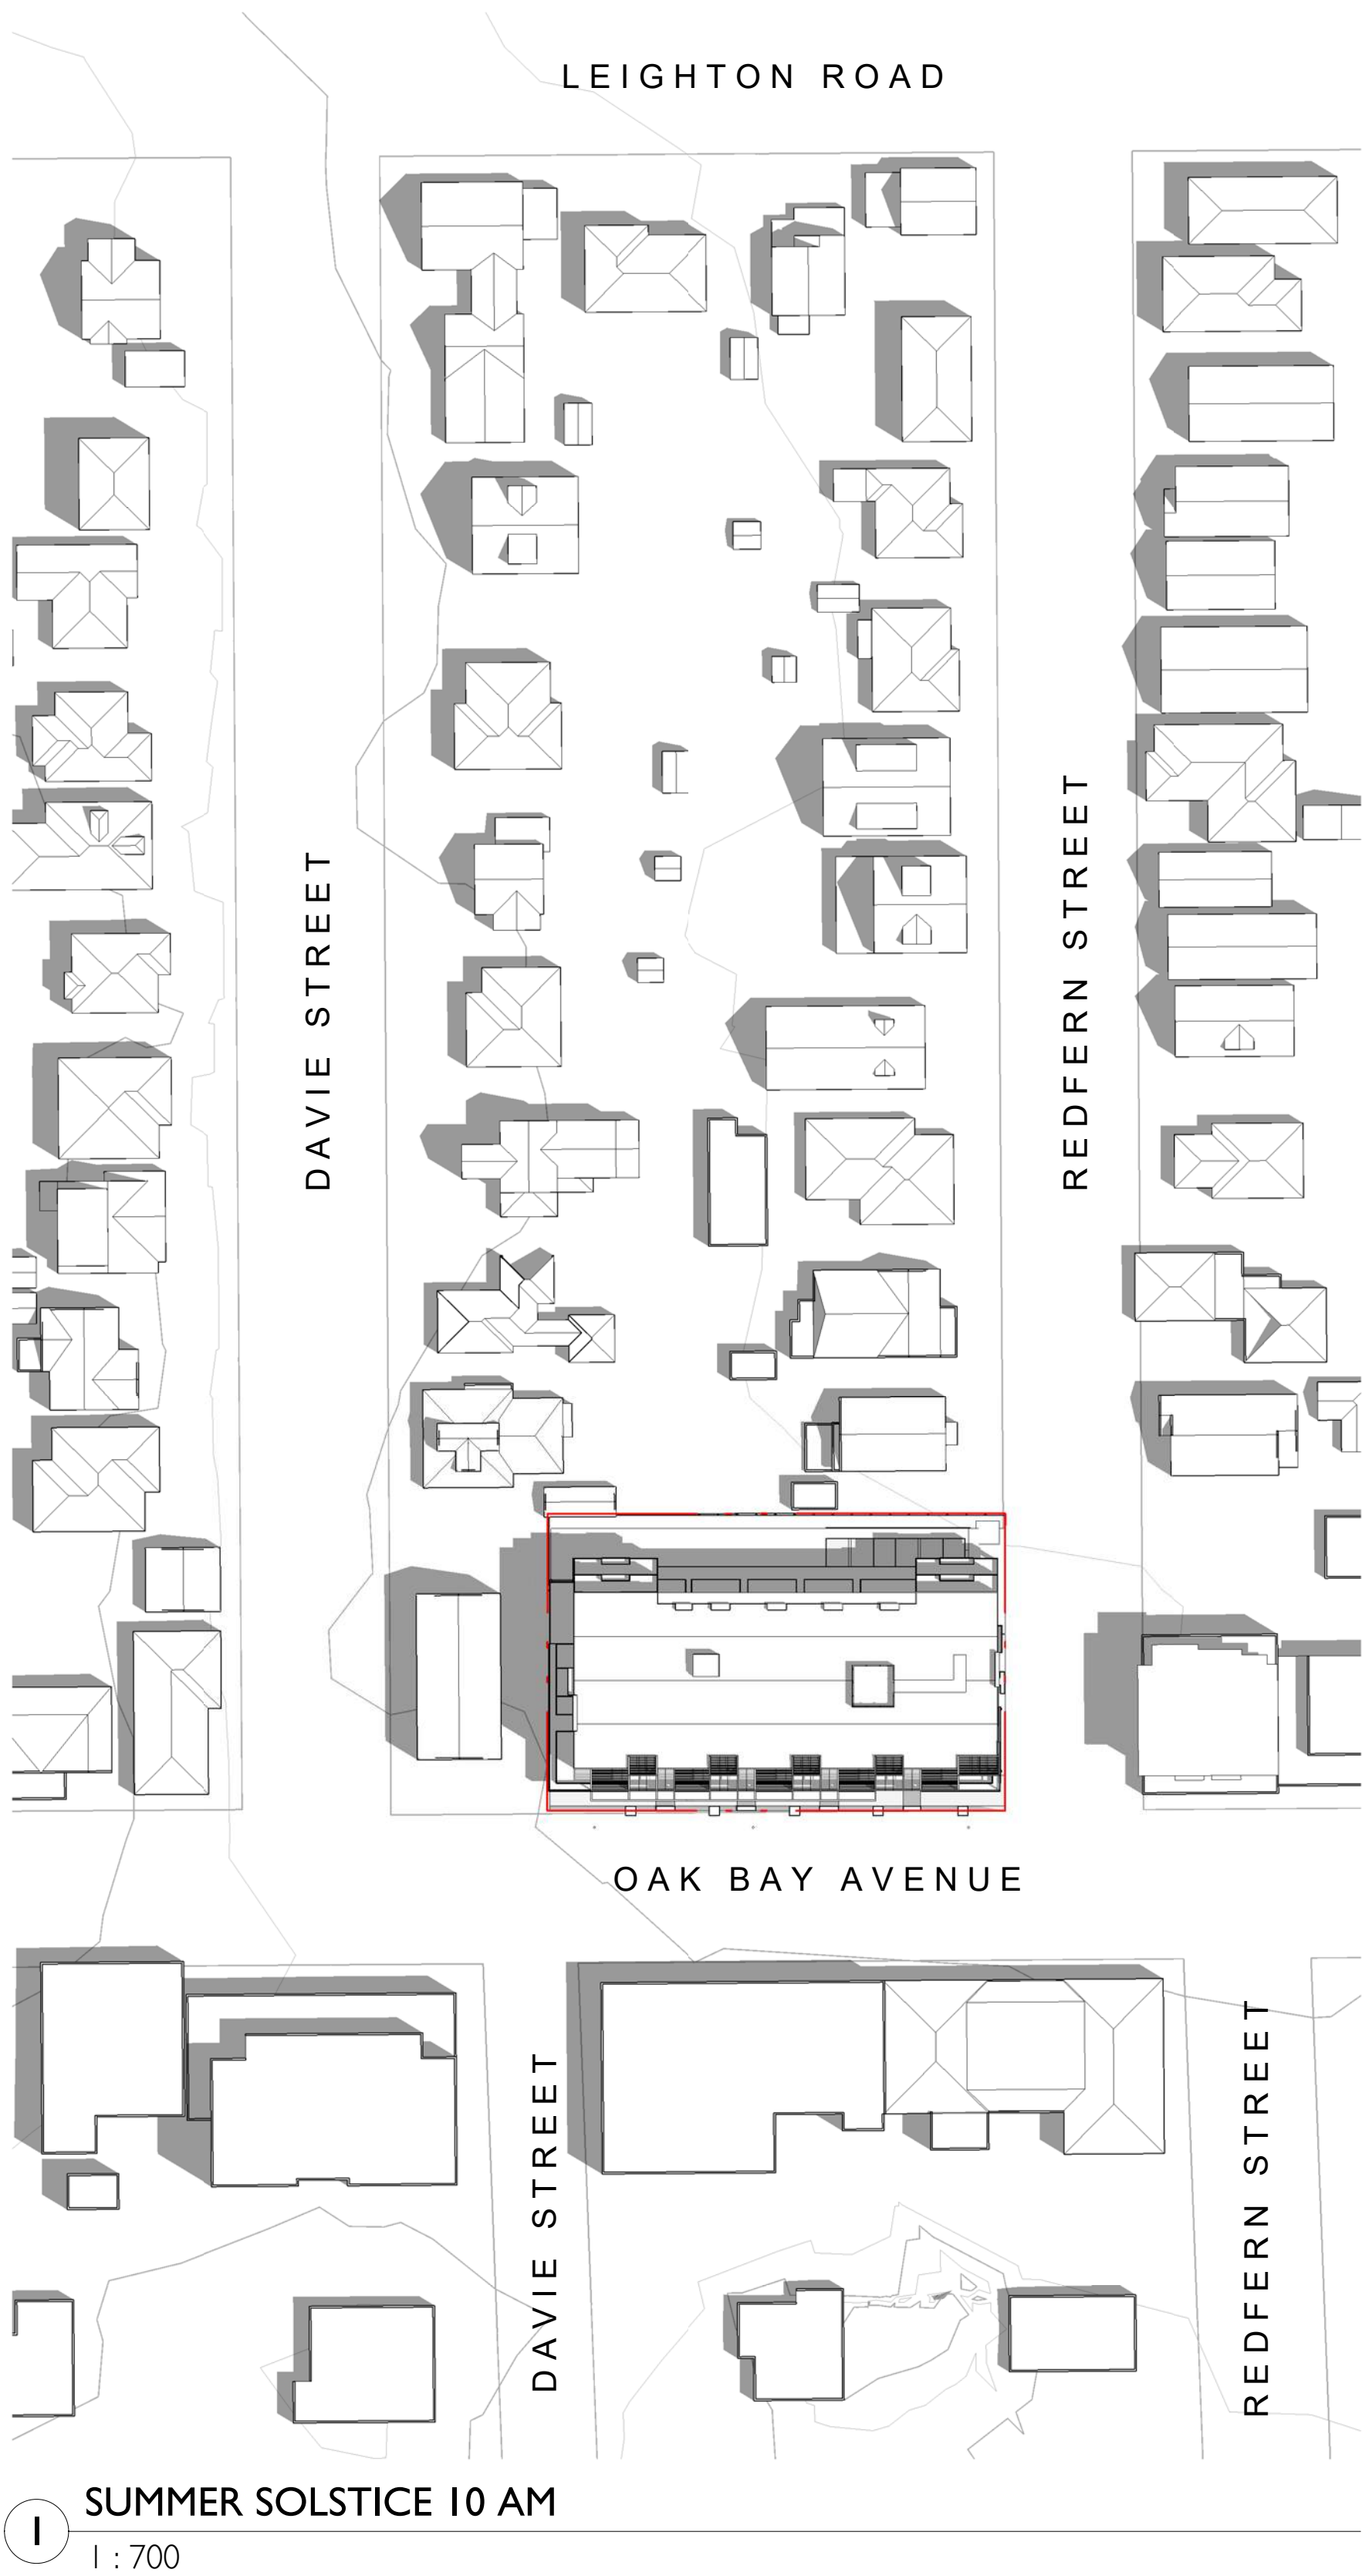 LEIGHTON ROAD
DAVIE STREET
REDFERN STREET
OAK BAY AVENUE
DAVIE STREET
REDFERN STREET
1
SUMMER SOLSTICE 10 AM
1 : 700